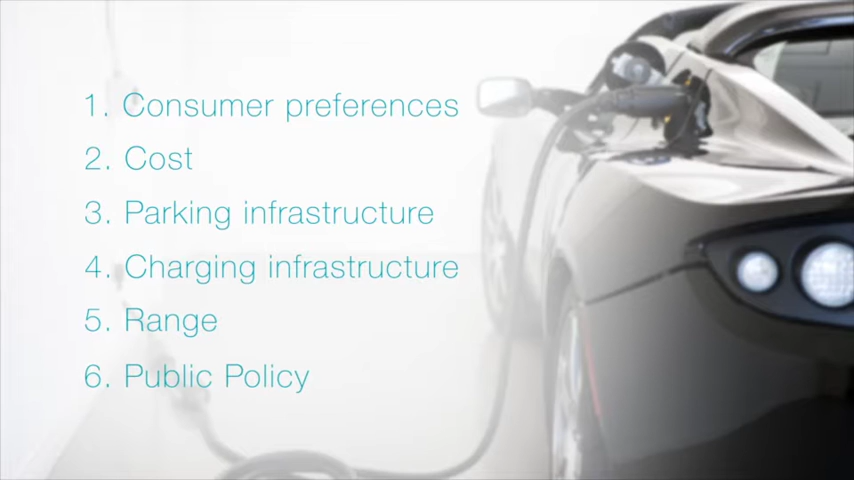 1. Consumer preferences
2. Cost
3. Parking infrastructure
4. Charging infrastructure
5. Range
6. Public Policy